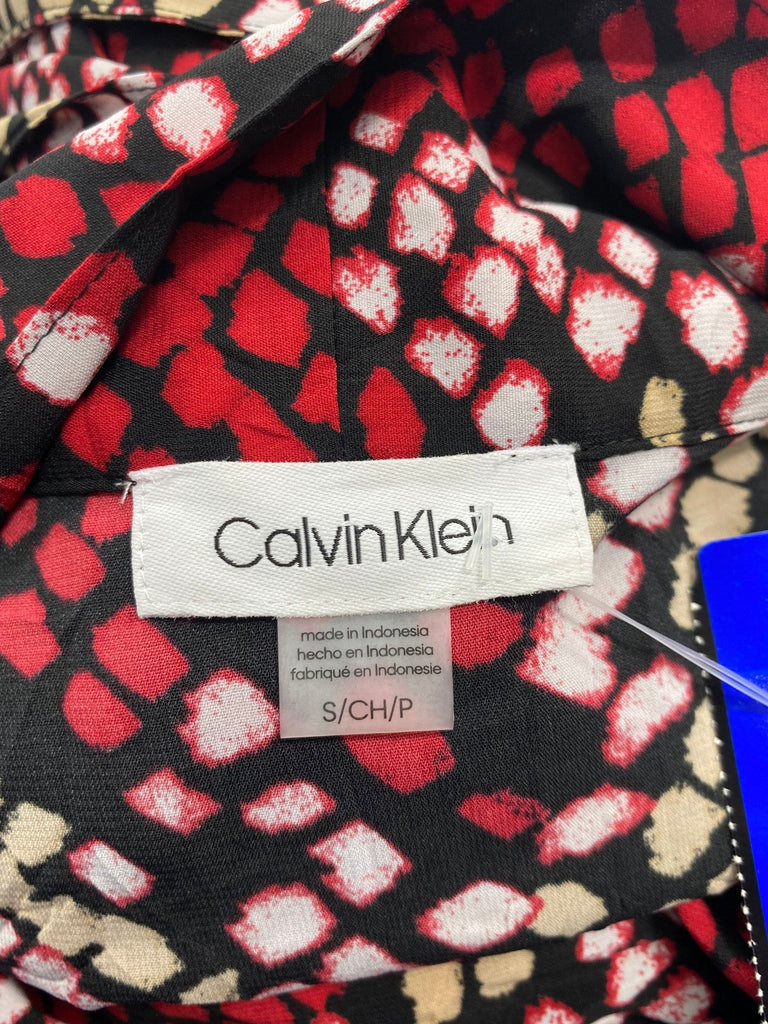 Calvin Klein
made in Indonesia
hecho en Indonesia
fabriqué en Indonesie
S/CH/P